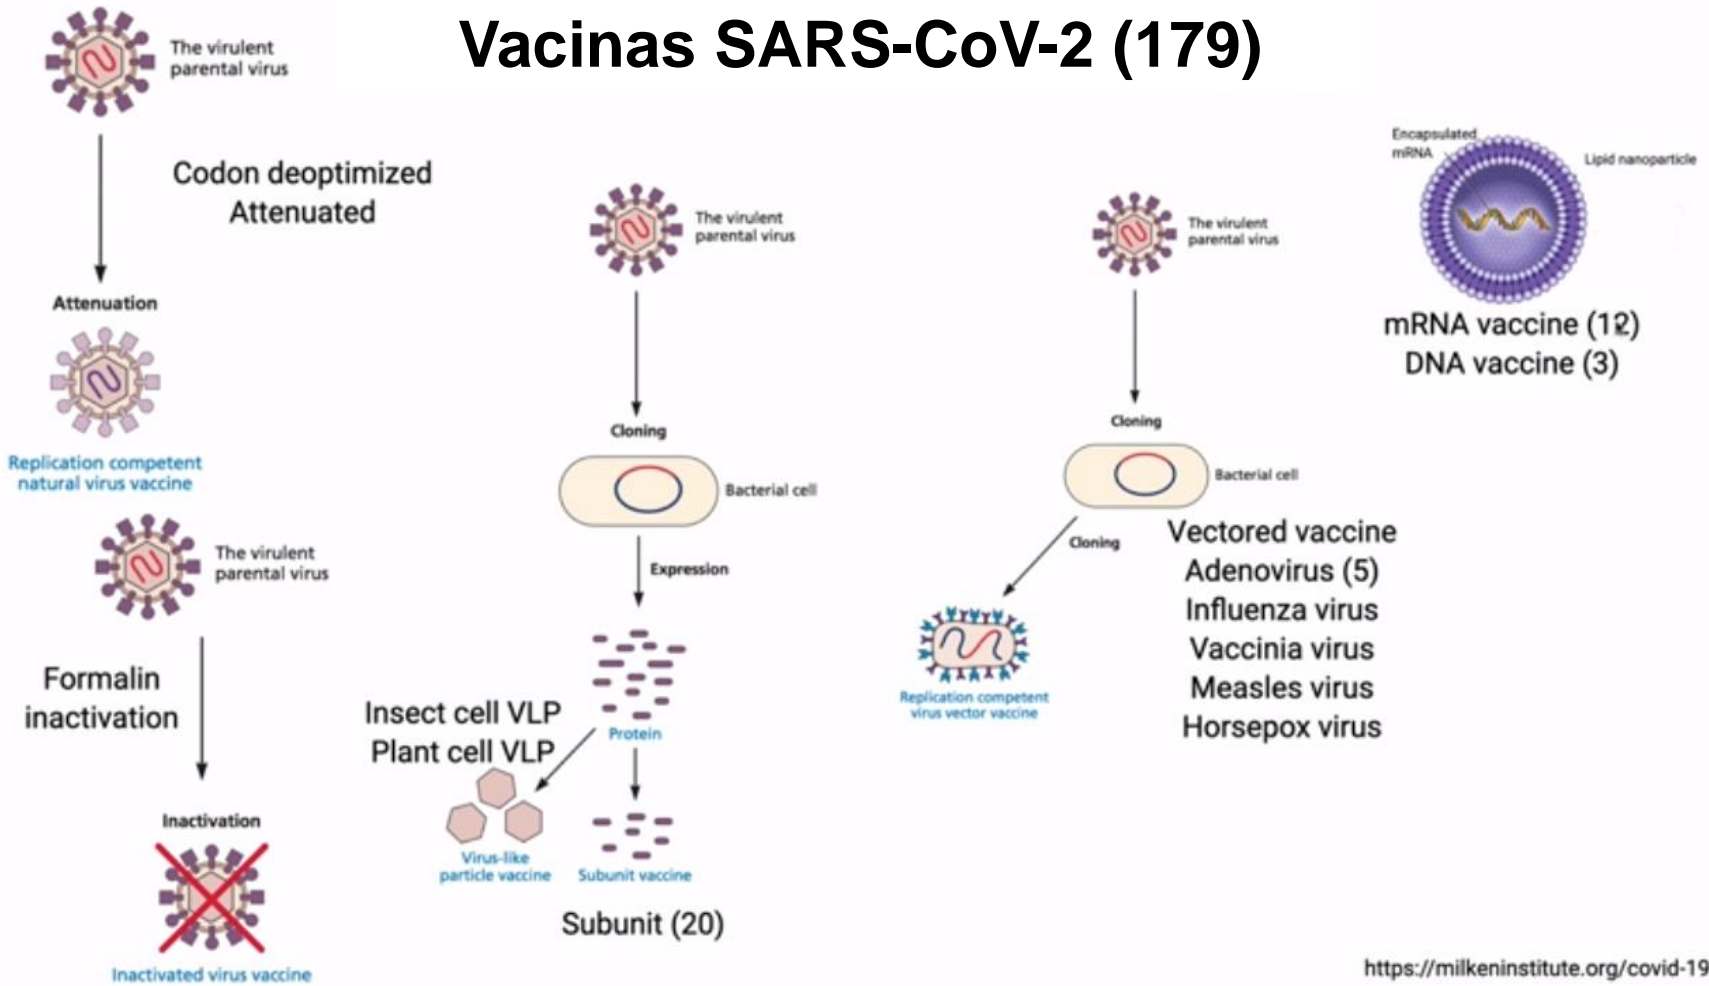 Vacinas SARS-CoV-2 (179)
The virulent
parental virus
Codon deoptimized
Attenuated
Attenuation
Replication competent
natural virus vaccine
The virulent
parental virus
Formalin
inactivation
Inactivation
Inactivated virus vaccine
The virulent
parental virus
Cloning
Bacterial cell
Expression
Protein
Insect cell VLP
Plant cell VLP
Virus-like
particle vaccine
Subunit vaccine
Subunit (20)
The virulent
parental virus
Cloning
Bacterial cell
Cloning
Replication competent
virus vector vaccine
Vectored vaccine
Adenovirus (5)
Influenza virus
Vaccinia virus
Measles virus
Horsepox virus
Encapsulated
mRNA
Lipid nanoparticle
mRNA vaccine (12)
DNA vaccine (3)
https://milkeninstitute.org/covid-19